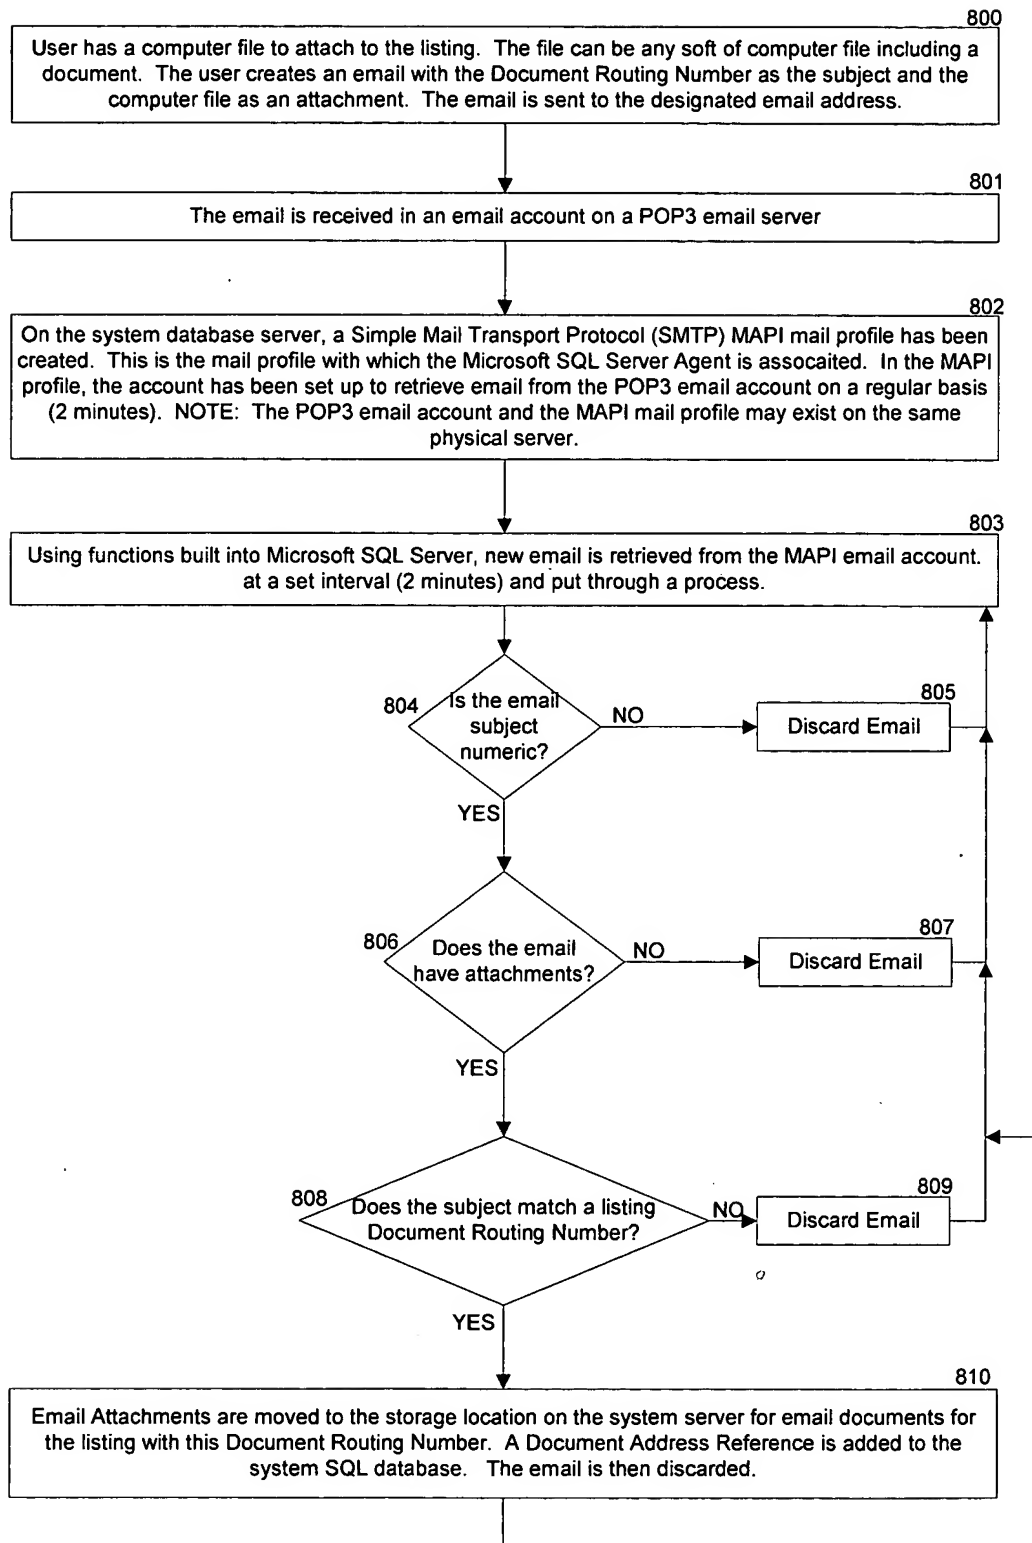 800
User has a computer file to attach to the listing. The file can be any soft of computer file including a
document. The user creates an email with the Document Routing Number as the subject and the
computer file as an attachment. The email is sent to the designated email address.
801
The email is received in an email account on a POP3 email server
802
On the system database server, a Simple Mail Transport Protocol (SMTP) MAPI mail profile has been
created. This is the mail profile with which the Microsoft SQL Server Agent is assocaited. In the MAPI
profile, the account has been set up to retrieve email from the POP3 email account on a regular basis
(2 minutes). NOTE: The POP3 email account and the MAPI mail profile may exist on the same
physical server.
803
Using functions built into Microsoft SQL Server, new email is retrieved from the MAPI email account.
at a set interval (2 minutes) and put through a process.
804
Is the email
subject
numeric?
NO
805
Discard Email
YES
806
Does the email
have attachments?
NO
807
Discard Email
YES
808
Does the subject match a listing
Document Routing Number?
NO
809
Discard Email
YES
810
Email Attachments are moved to the storage location on the system server for email documents for
the listing with this Document Routing Number. A Document Address Reference is added to the
system SQL database. The email is then discarded.